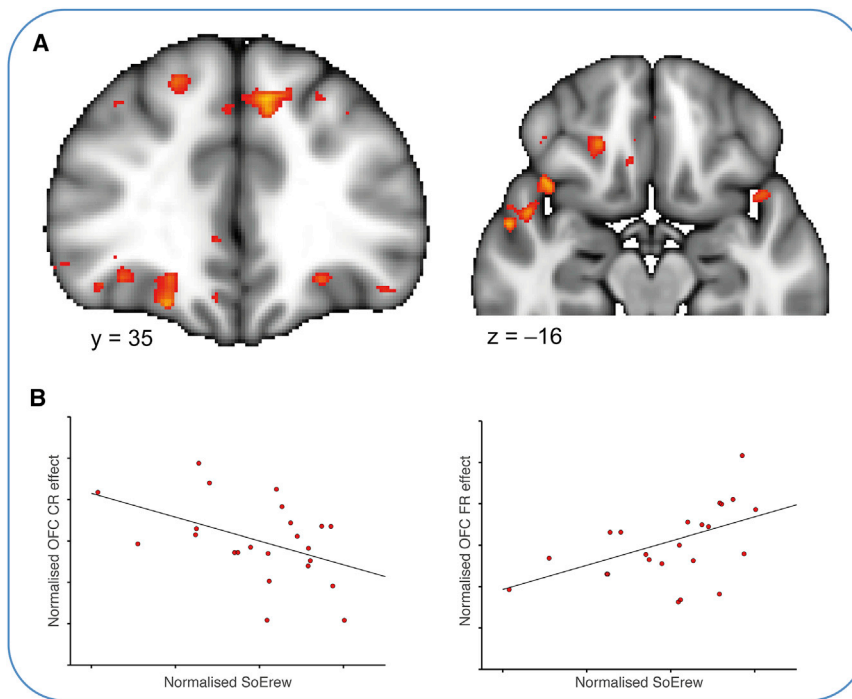 A
y = 35
z = –16
B
Normalised OFC CR effect
Normalised SoErew
Normalised OFC FR effect
Normalised SoErew